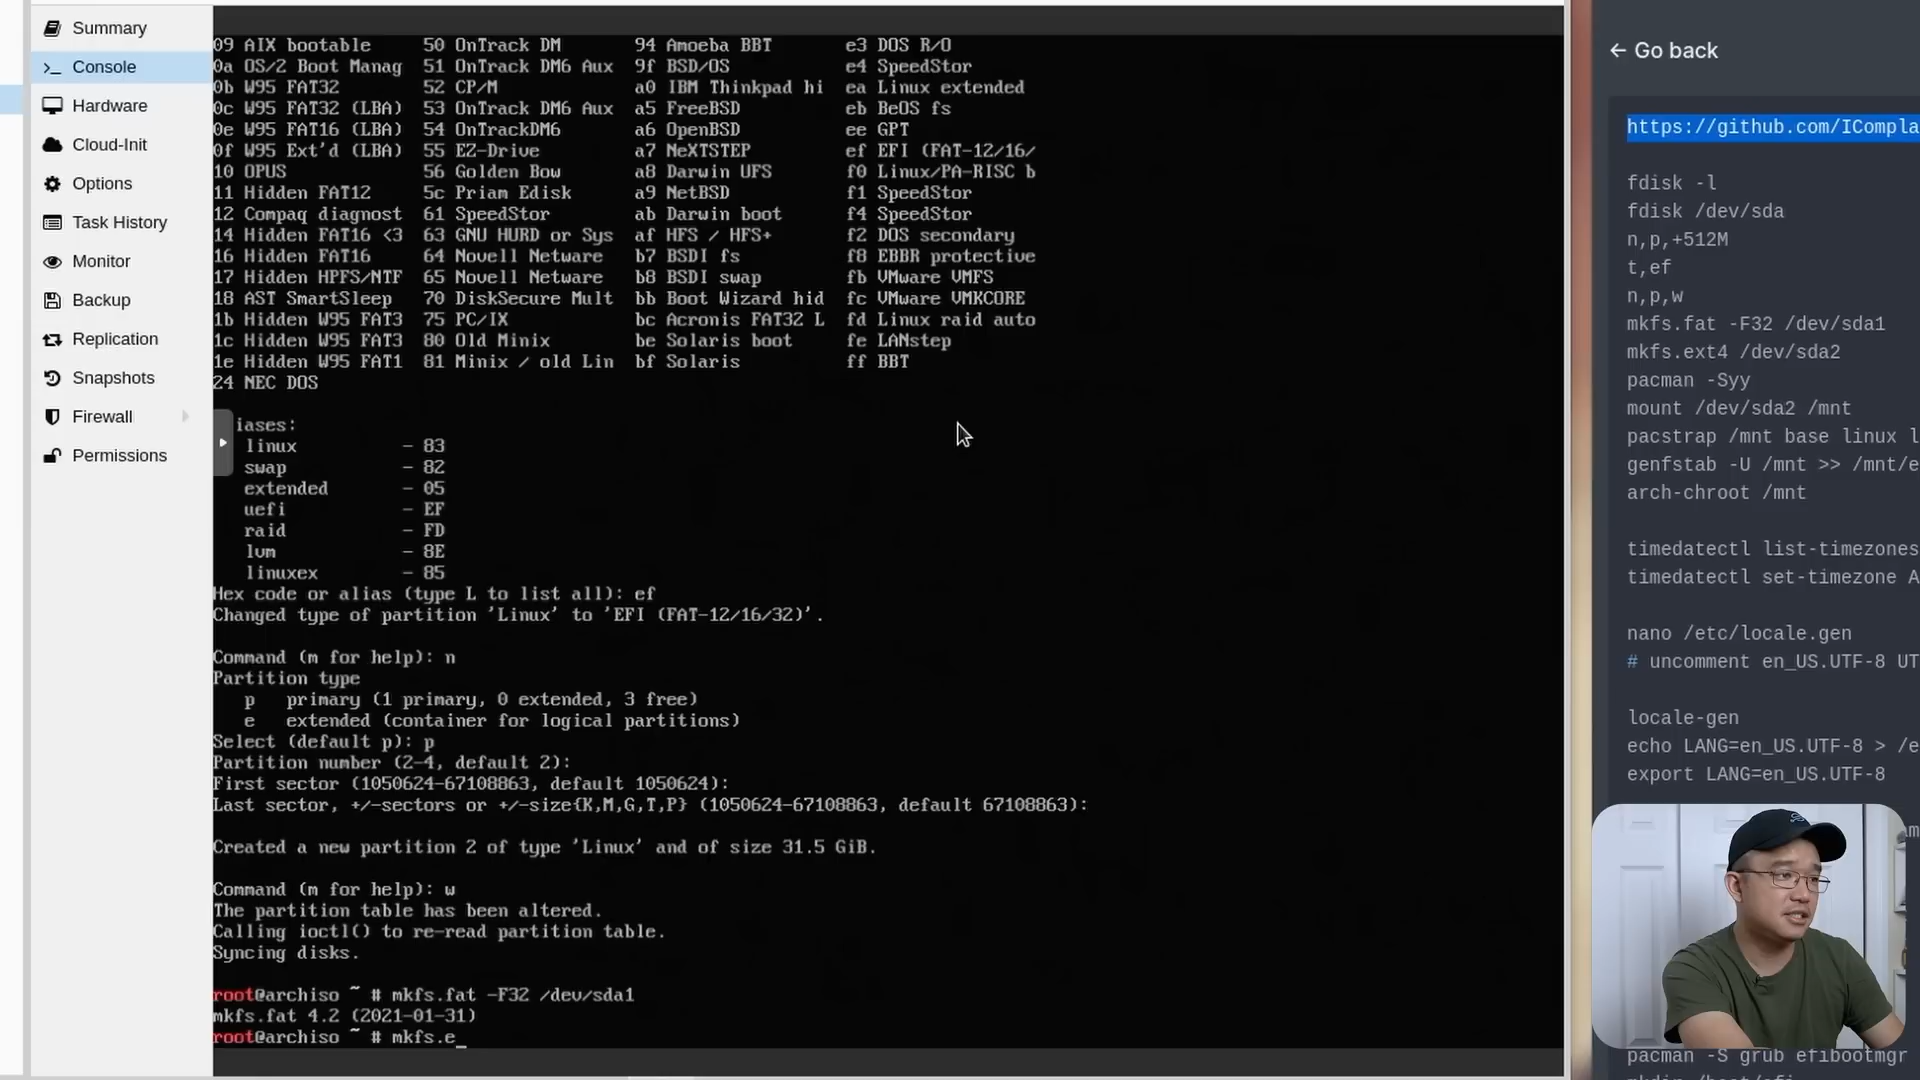 Summary
Console
Hardware
Cloud-Init
Options
Task History
Monitor
Backup
Replication
Snapshots
Firewall
Permissions
09 AIX bootable 50 OnTrack DM 94 Amoeba BBT e3 DOS R/O
0a OS/2 Boot Manag 51 OnTrack DM6 Aux 9f BSD/OS e4 SpeedStor
0b W95 FAT32 52 CP/M a0 IBM Thinkpad hi ea Linux extended
0c W95 FAT32 (LBA) 53 OnTrack DM6 Aux a5 FreeBSD eb BeOS fs
0e W95 FAT16 (LBA) 54 OnTrackDM6 a6 OpenBSD ee GPT
0f W95 Ext'd (LBA) 55 EZ-Drive a7 NeXTSTEP ef EFI (FAT-12/16/
10 OPUS 56 Golden Bow a8 Darwin UFS f0 Linux/PA-RISC b
11 Hidden FAT12 5c Priam Edisk a9 NetBSD f1 SpeedStor
12 Compaq diagnost 61 SpeedStor ab Darwin boot f4 SpeedStor
14 Hidden FAT16 <3 63 GNU HURD or Sys af HFS / HFS+ f2 DOS secondary
16 Hidden FAT16 64 Novell Netware b7 BSDI fs f8 EBBR protective
17 Hidden HPFS/NTF 65 Novell Netware b8 BSDI swap fb VMware VMFS
18 AST SmartSleep 70 DiskSecure Mult bb Boot Wizard hid fc VMware VMKCORE
1b Hidden W95 FAT3 75 PC/IX bc Acronis FAT32 L fd Linux raid auto
1c Hidden W95 FAT3 80 Old Minix be Solaris boot fe LANstep
1e Hidden W95 FAT1 81 Minix / old Lin bf Solaris ff BBT
24 NEC DOS
iases:
linux - 83
swap - 82
extended - 05
uefi - EF
raid - FD
lvm - 8E
linuxex - 85
Hex code or alias (type L to list all): ef
Changed type of partition 'Linux' to 'EFI (FAT-12/16/32)'.
Command (m for help): n
Partition type
p primary (1 primary, 0 extended, 3 free)
e extended (container for logical partitions)
Select (default p): p
Partition number (2-4, default 2):
First sector (1050624-67108863, default 1050624):
Last sector, +/-sectors or +/-size{K,M,G,T,P} (1050624-67108863, default 67108863):
Created a new partition 2 of type 'Linux' and of size 31.5 GiB.
Command (m for help): w
The partition table has been altered.
Calling ioctl() to re-read partition table.
Syncing disks.
root@archiso ~ # mkfs.fat -F32 /dev/sda1
mkfs.fat 4.2 (2021-01-31)
root@archiso ~ # mkfs.e_
← Go back
https://github.com/ICompla
fdisk -l
fdisk /dev/sda
n,p,+512M
t,ef
n,p,w
mkfs.fat -F32 /dev/sda1
mkfs.ext4 /dev/sda2
pacman -Syy
mount /dev/sda2 /mnt
pacstrap /mnt base linux l
genfstab -U /mnt >> /mnt/e
arch-chroot /mnt
timedatectl list-timezones
timedatectl set-timezone A
nano /etc/locale.gen
# uncomment en_US.UTF-8 UT
locale-gen
echo LANG=en_US.UTF-8 > /e
export LANG=en_US.UTF-8
pacman -S grub efibootmgr